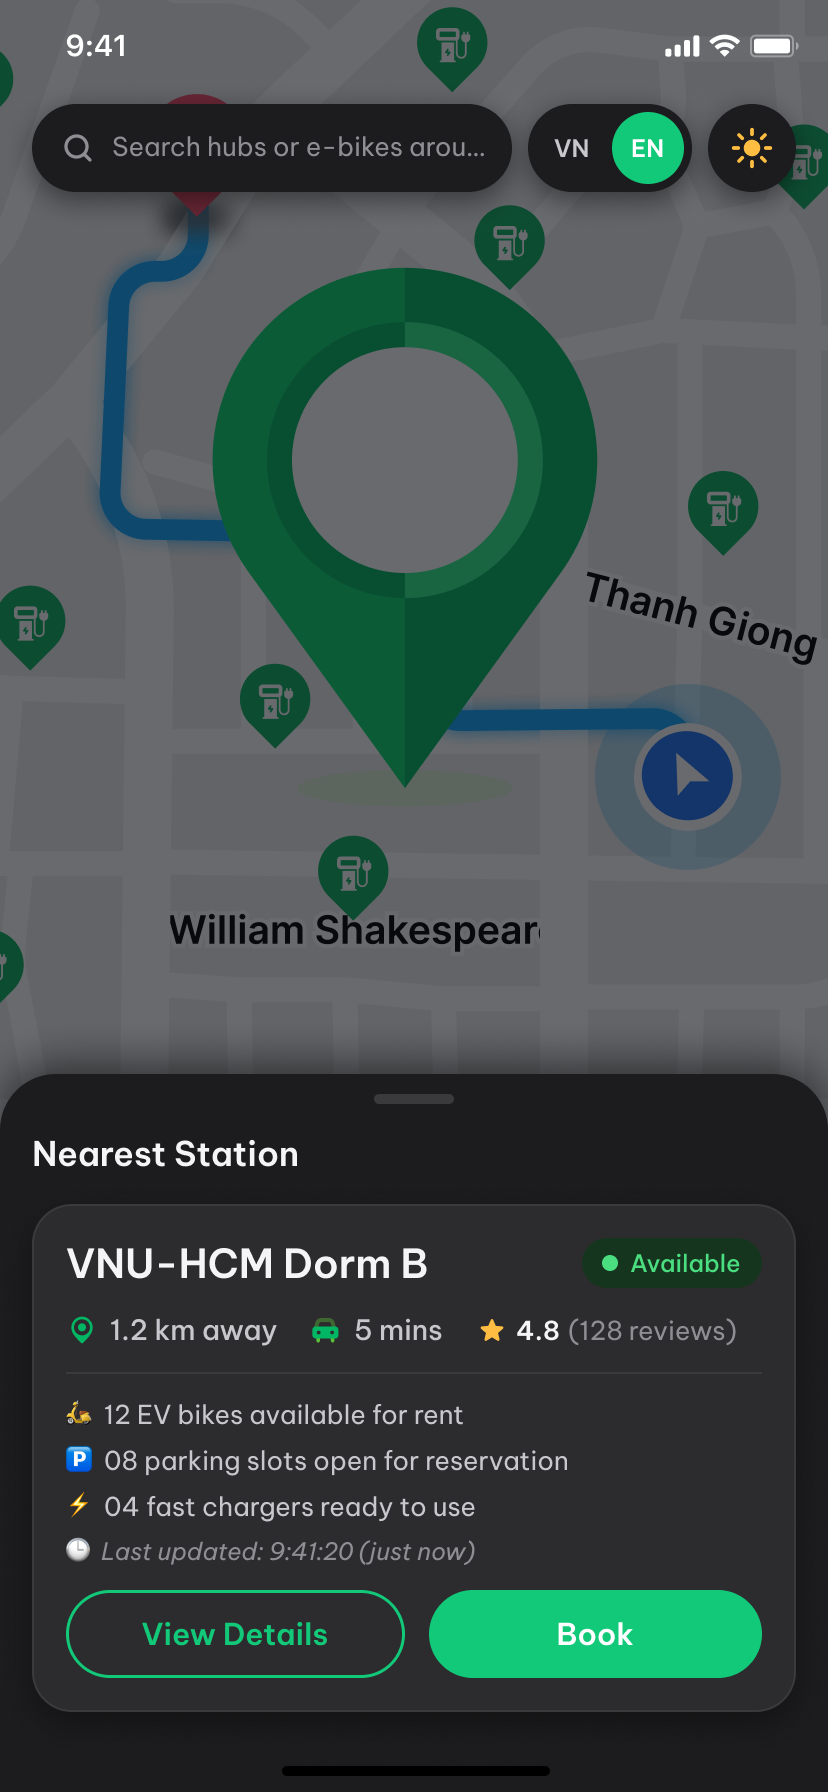 9:41
Search hubs or e-bikes arou...
VN EN
Thanh Giong
William Shakespear
Nearest Station
VNU-HCM Dorm B
Available
1.2 km away 5 mins 4.8 (128 reviews)
12 EV bikes available for rent
P 08 parking slots open for reservation
04 fast chargers ready to use
Last updated: 9:41:20 (just now)
View Details Book